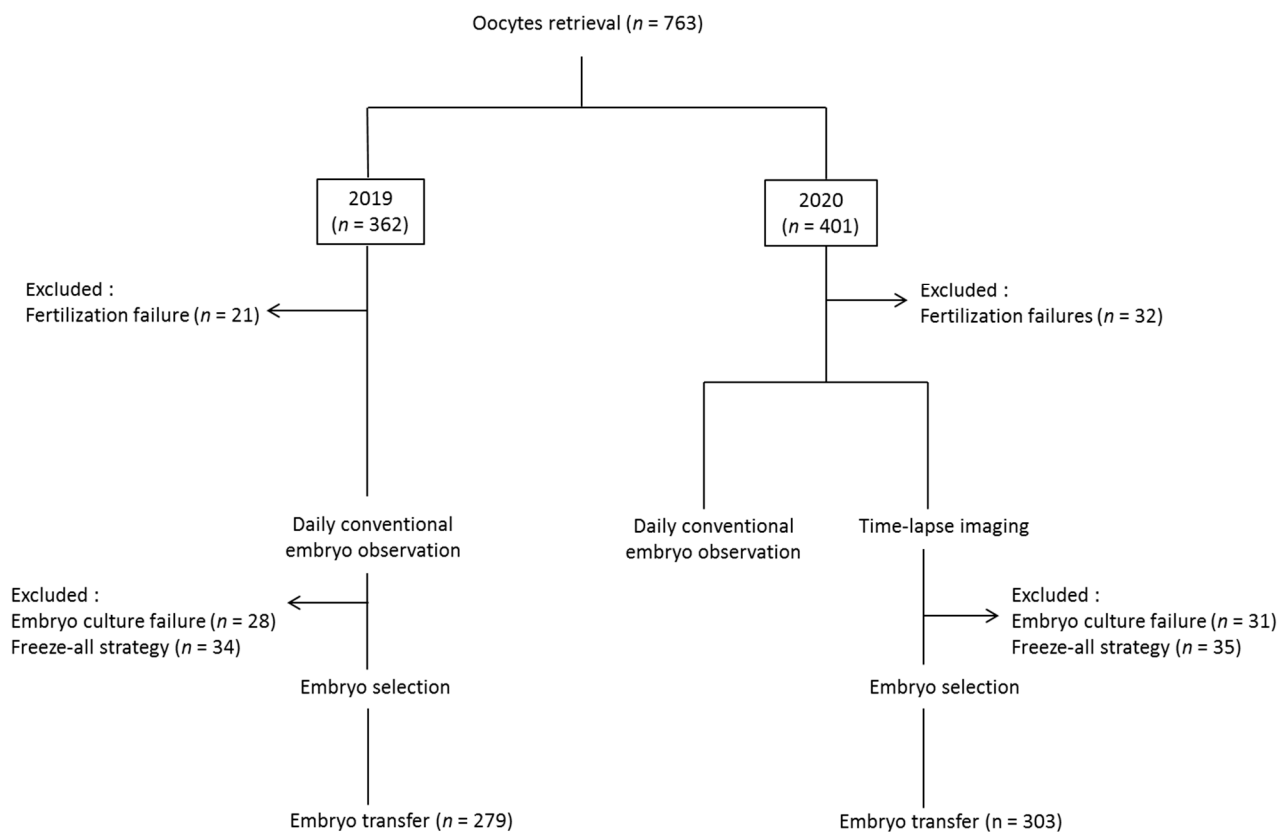 Oocytes retrieval (n = 763)
2019
(n = 362)
2020
(n = 401)
Excluded :
Fertilization failure (n = 21)
Excluded :
Fertilization failures (n = 32)
Daily conventional
embryo observation
Daily conventional
embryo observation
Time-lapse imaging
Excluded :
Embryo culture failure (n = 28)
Freeze-all strategy (n = 34)
Excluded :
Embryo culture failure (n = 31)
Freeze-all strategy (n = 35)
Embryo selection
Embryo selection
Embryo transfer (n = 279)
Embryo transfer (n = 303)